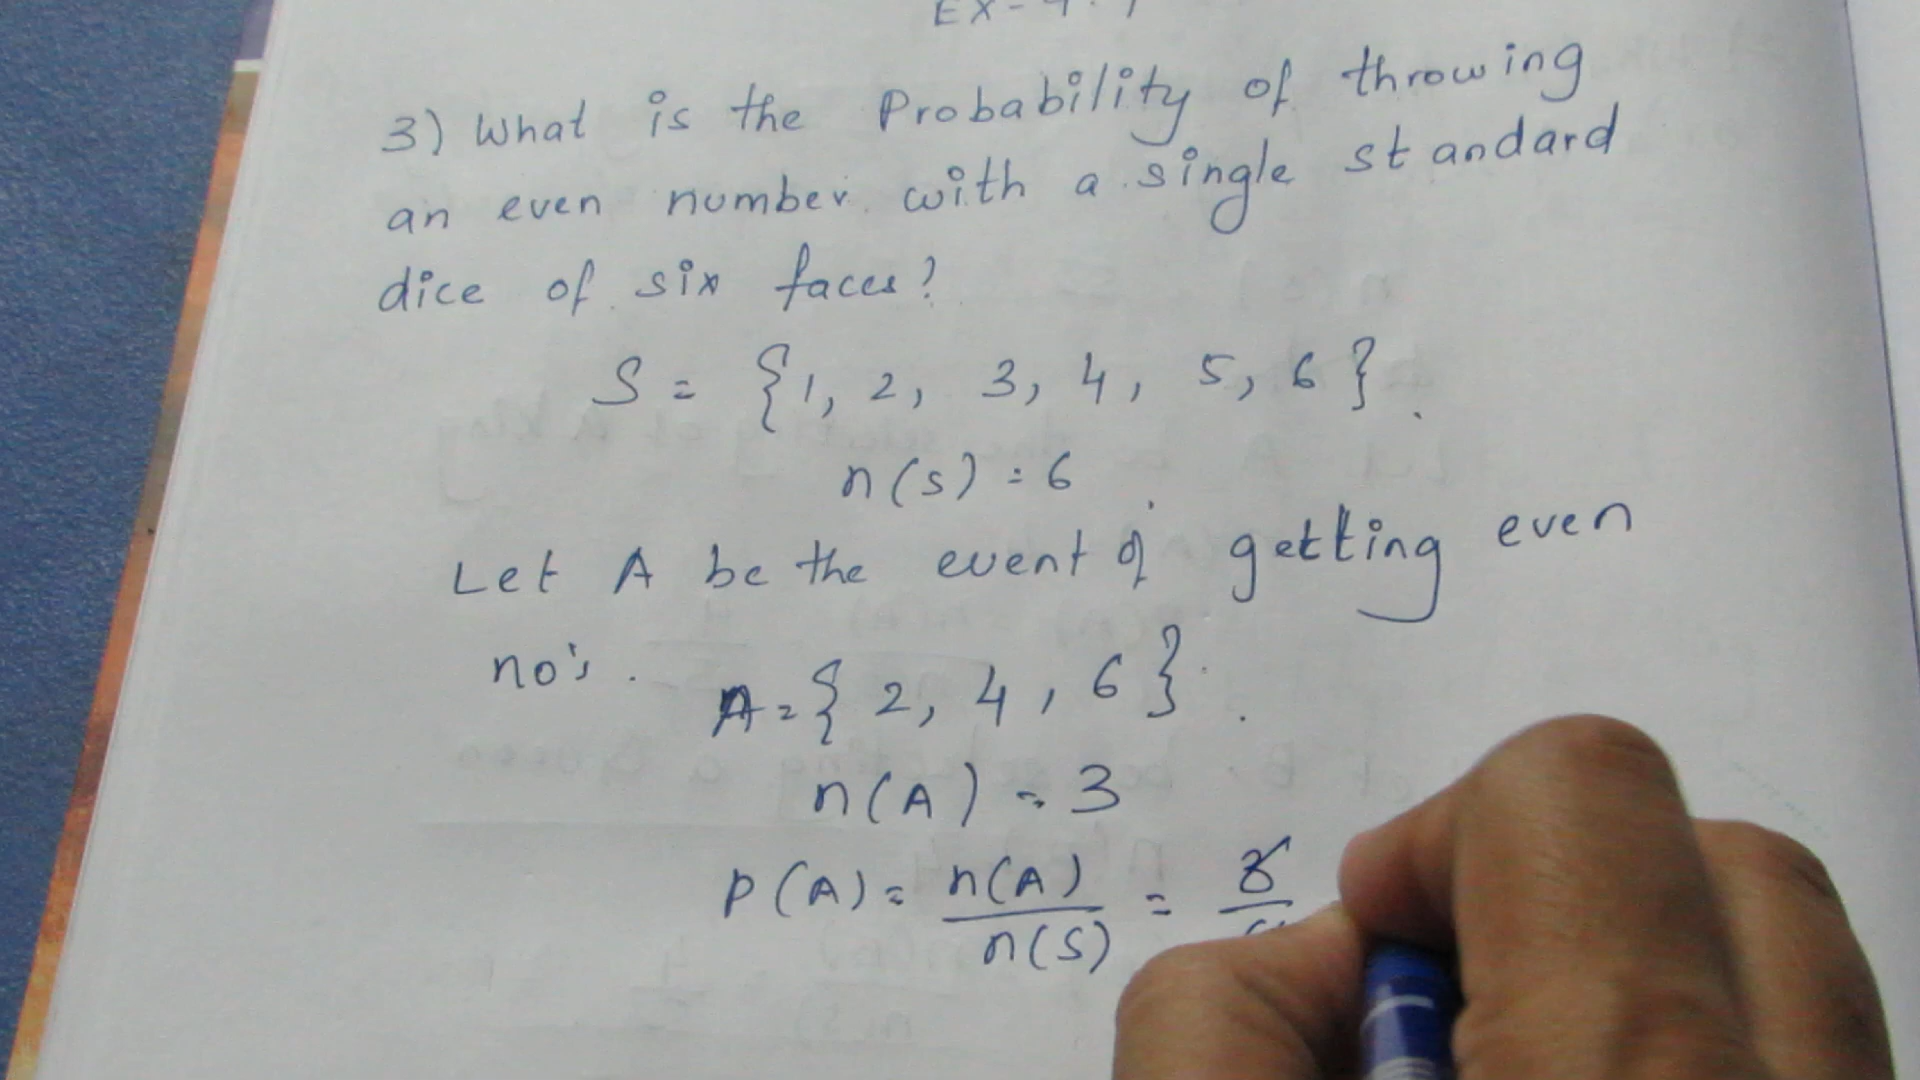 3) What is the Probability of throwing
an even number with a single standard
dice of six faces?
S = {1, 2, 3, 4, 5, 6}.
n(s) = 6
Let A be the event of getting even
no's.
A = {2, 4, 6}.
n(A) = 3
P(A) = n(A)/n(S) = 3/